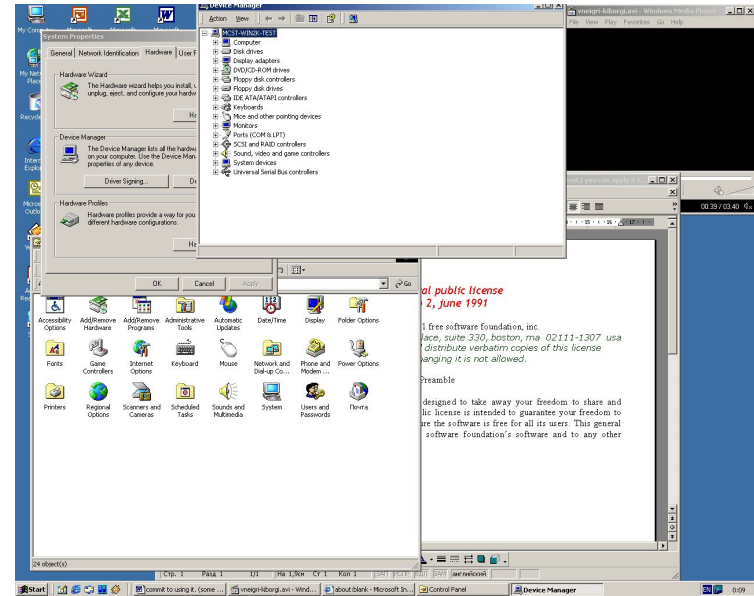 Device Manager
Action View
MCST-WIN2K-TEST
Computer
Disk drives
Display adapters
DVD/CD-ROM drives
Floppy disk controllers
Floppy disk drives
IDE ATA/ATAPI controllers
Keyboards
Mice and other pointing devices
Monitors
Ports (COM & LPT)
SCSI and RAID controllers
Sound, video and game controllers
System devices
Universal Serial Bus controllers
vneigri-kiborgi.avi - Windows Media Player
File View Play Favorites Go Help
00:39 / 03:40
System Properties
General Network Identification Hardware User P
Hardware Wizard
The Hardware wizard helps you install, u
unplug, eject, and configure your hardw
Ha
Device Manager
The Device Manager lists all the hardwa
on your computer. Use the Device Mana
properties of any device.
Driver Signing... De
Hardware Profiles
Hardware profiles provide a way for you
different hardware configurations.
Ha
OK Cancel Apply
Go
Accessibility Options
Add/Remove Hardware
Add/Remove Programs
Administrative Tools
Automatic Updates
Date/Time
Display
Folder Options
Fonts
Game Controllers
Internet Options
Keyboard
Mouse
Network and Dial-up Co...
Phone and Modem ...
Power Options
Printers
Regional Options
Scanners and Cameras
Scheduled Tasks
Sounds and Multimedia
System
Users and Passwords
Почта
24 object(s)
al public license
2, june 1991
free software foundation, inc.
lace, suite 330, boston, ma 02111-1307 usa
distribute verbatim copies of this license
hanging it is not allowed.
Preamble
designed to take away your freedom to share and
lic license is intended to guarantee your freedom to
ure the software is free for all its users. This general
software foundation's software and to any other
Стр. 1 Разд 1 1/1 На 1,9см Ст 1 Кол 1 ЗАП ИСПР ВДЛ ЗАМ английский
Start commit to using it. (some ... vneigri-kiborgi.avi - Wind... about:blank - Microsoft In... Control Panel Device Manager EN 0:09